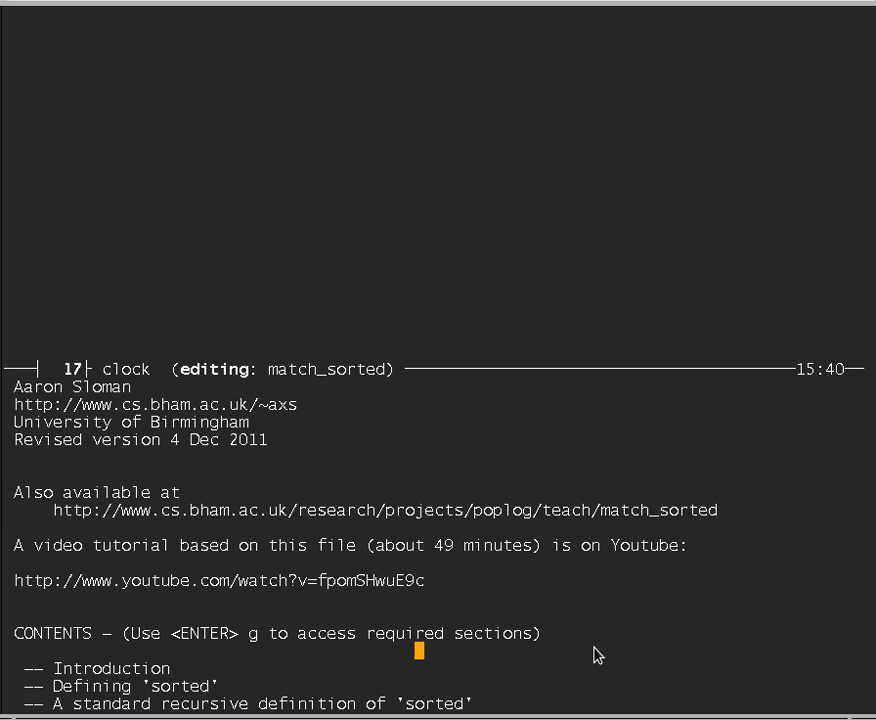 17 clock (editing: match_sorted) 15:40
Aaron Sloman
http://www.cs.bham.ac.uk/~axs
University of Birmingham
Revised version 4 Dec 2011
Also available at
http://www.cs.bham.ac.uk/research/projects/poplog/teach/match_sorted
A video tutorial based on this file (about 49 minutes) is on Youtube:
http://www.youtube.com/watch?v=fpomSHwuE9c
CONTENTS - (Use <ENTER> g to access required sections)
-- Introduction
-- Defining 'sorted'
-- A standard recursive definition of 'sorted'